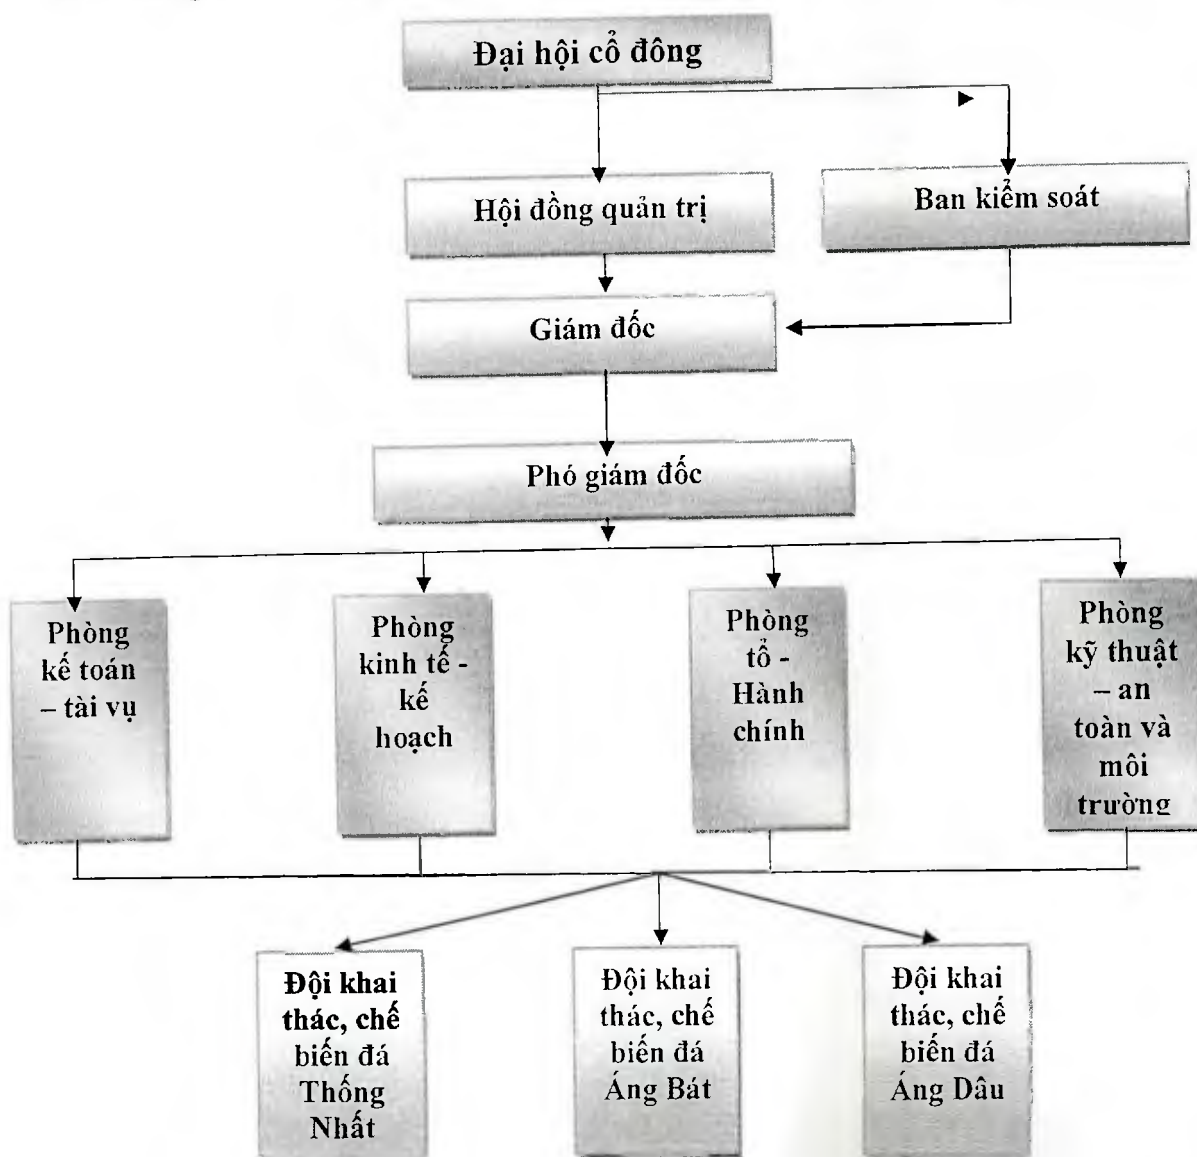 Đại hội cổ đông
Hội đồng quản trị
Ban kiểm soát
Giám đốc
Phó giám đốc
Phòng
kế toán
– tài vụ
Phòng
kinh tế -
kế
hoạch
Phòng
tổ -
Hành
chính
Phòng
kỹ thuật
– an
toàn và
môi
trường
Đội khai
thác, chế
biến đá
Thống
Nhất
Đội khai
thác, chế
biến đá
Áng Bát
Đội khai
thác, chế
biến đá
Áng Dâu